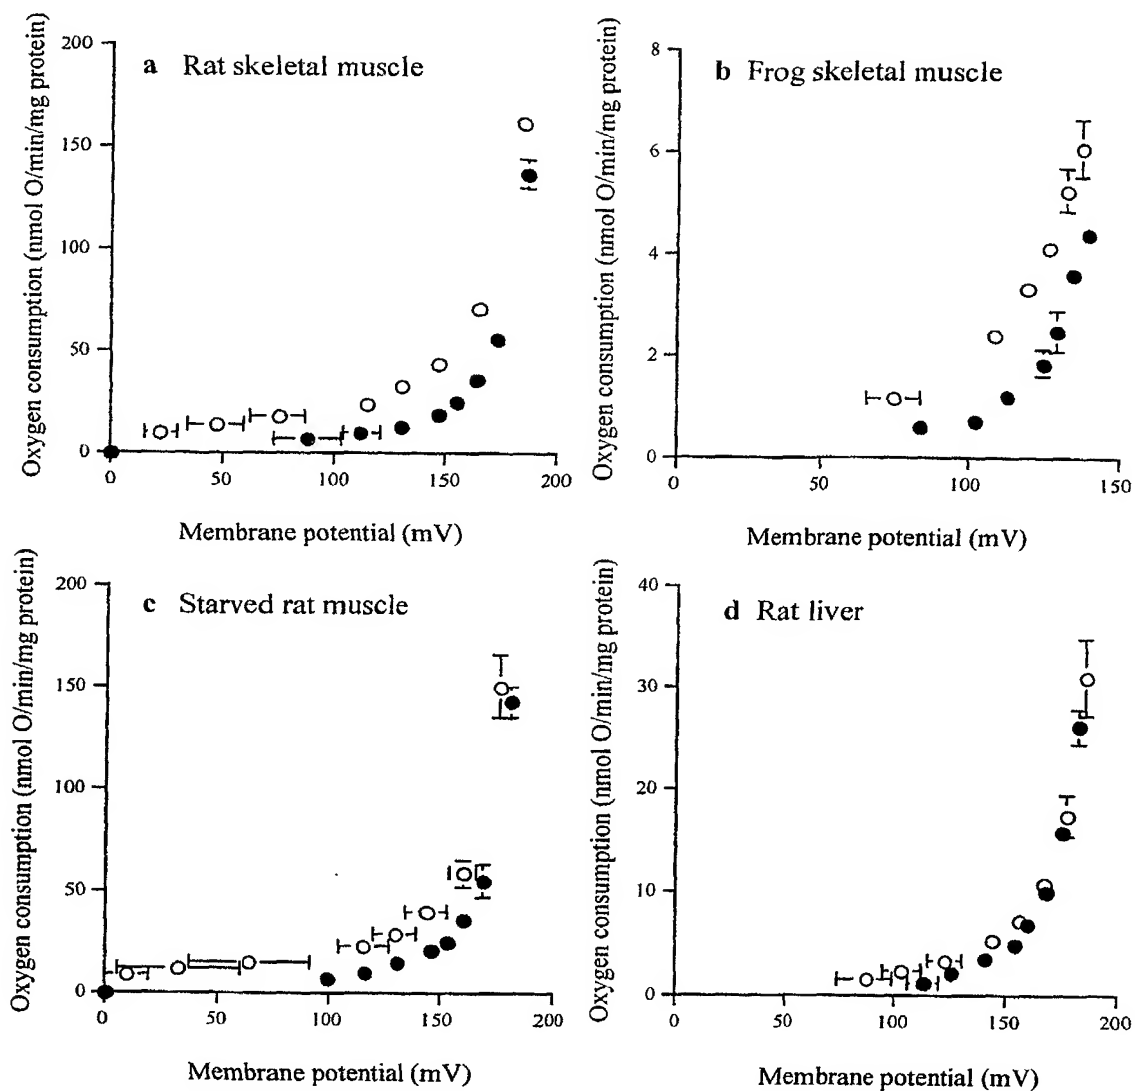 a Rat skeletal muscle
Oxygen consumption (nmol O/min/mg protein)
200
150
100
50
0
0 50 100 150 200
Membrane potential (mV)
b Frog skeletal muscle
Oxygen consumption (nmol O/min/mg protein)
8
6
4
2
0
0 50 100 150
Membrane potential (mV)
c Starved rat muscle
Oxygen consumption (nmol O/min/mg protein)
200
150
100
50
0
0 50 100 150 200
Membrane potential (mV)
d Rat liver
Oxygen consumption (nmol O/min/mg protein)
40
30
20
10
0
0 50 100 150 200
Membrane potential (mV)